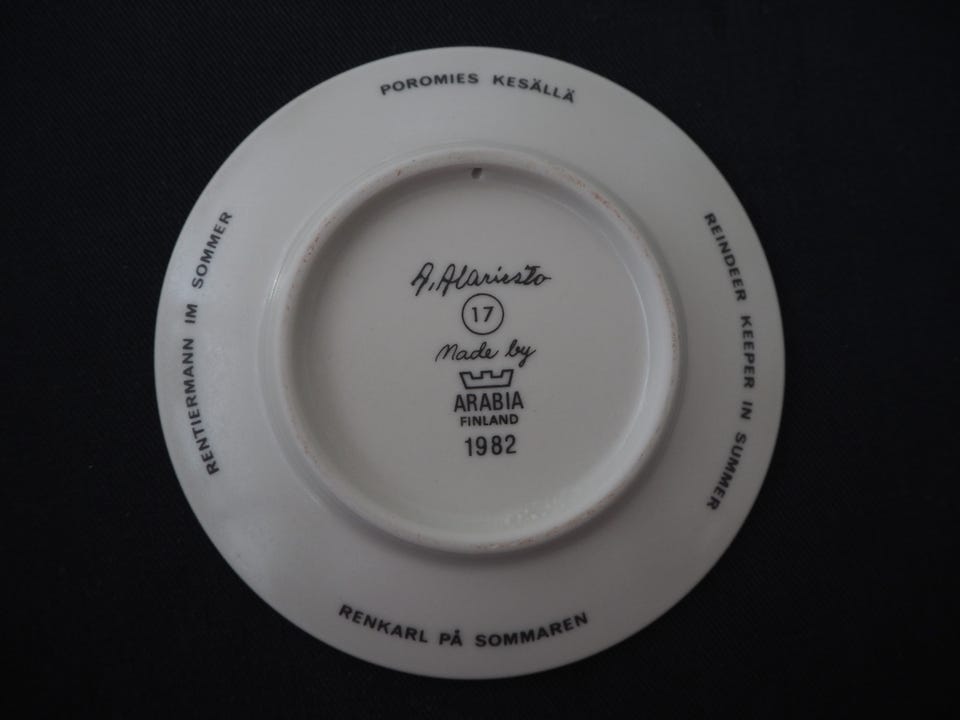 POROMIES KESÄLLÄ
REINDEER KEEPER IN SUMMER
RENKARL PÅ SOMMAREN
RENTIERMANN IM SOMMER
A. Alariesto
17
Made by
ARABIA
FINLAND
1982